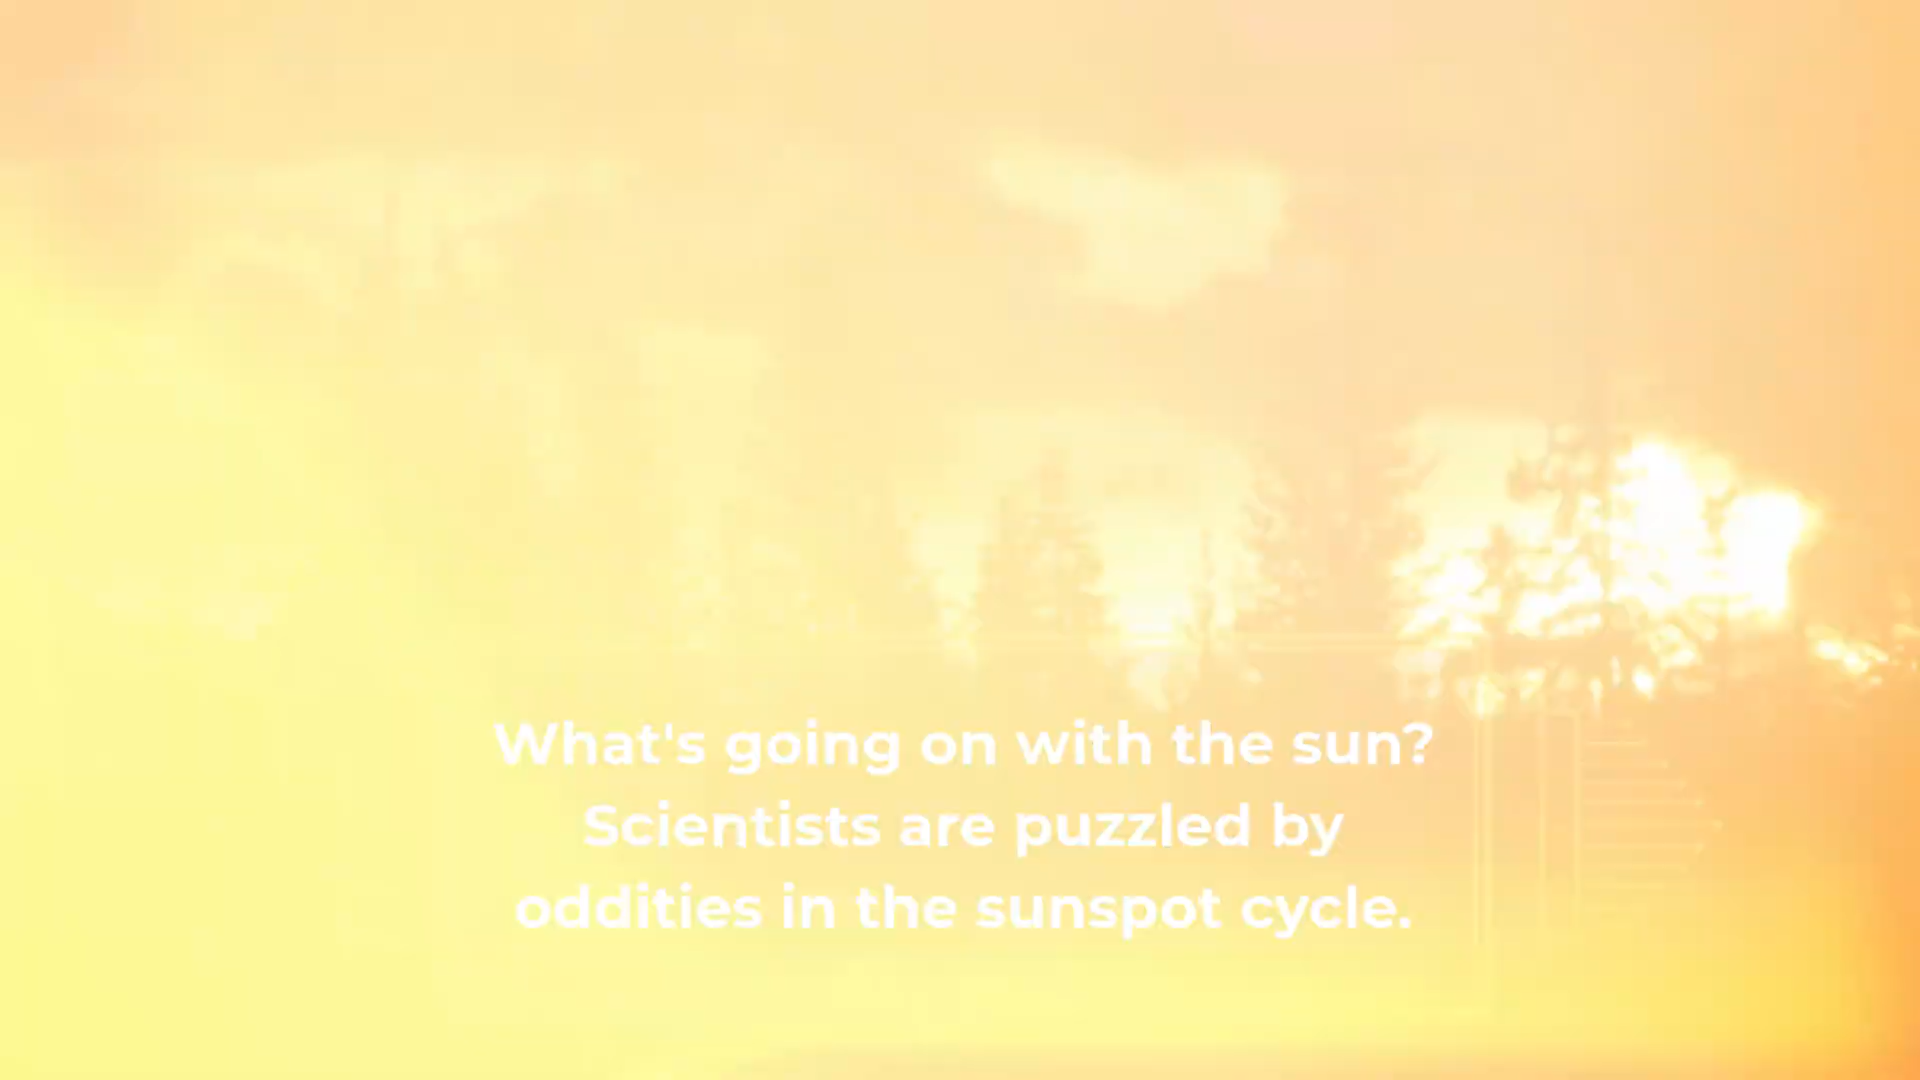 What's going on with the sun?
Scientists are puzzled by
oddities in the sunspot cycle.